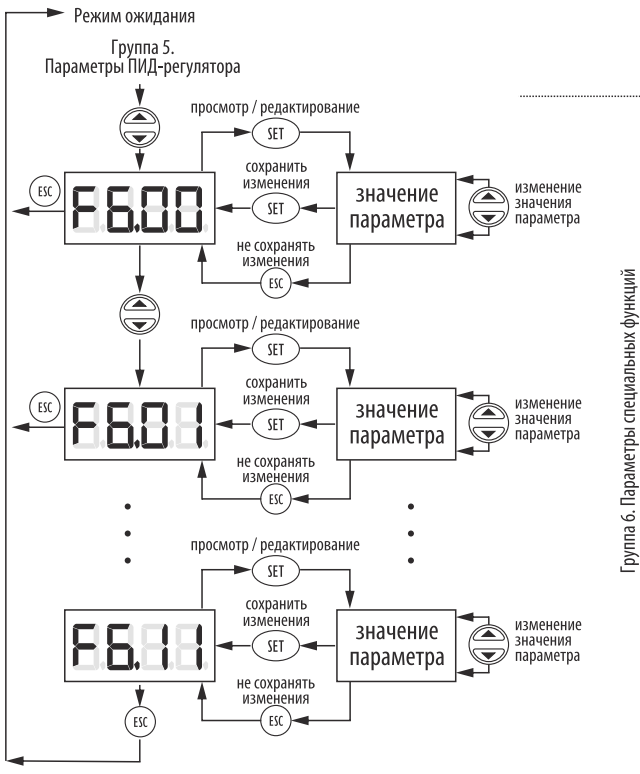 Режим ожидания
Группа 5.
Параметры ПИД-регулятора
просмотр / редактирование
SET
сохранить
изменения
SET
не сохранять
изменения
ESC
ESC
F6.00
значение
параметра
изменение
значения
параметра
просмотр / редактирование
SET
сохранить
изменения
SET
не сохранять
изменения
ESC
ESC
F6.01
значение
параметра
изменение
значения
параметра
просмотр / редактирование
SET
сохранить
изменения
SET
не сохранять
изменения
ESC
F6.11
значение
параметра
изменение
значения
параметра
ESC
Группа 6. Параметры специальных функций